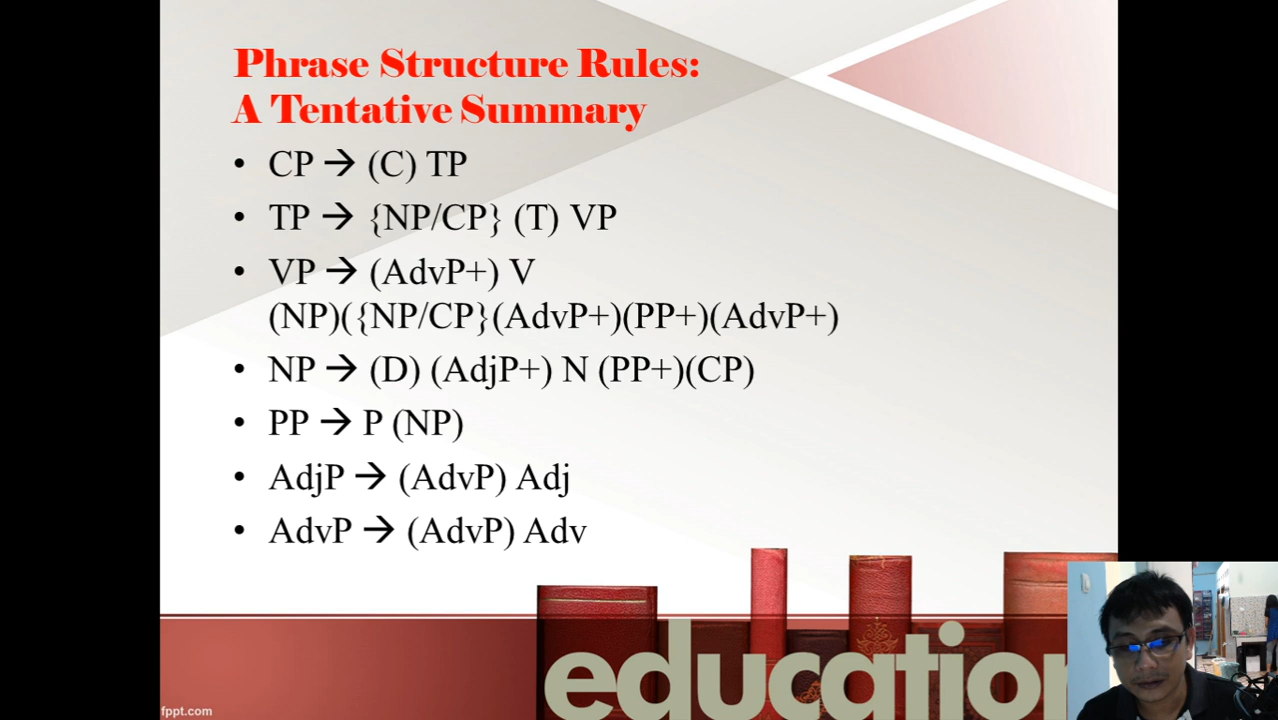 Phrase Structure Rules:
A Tentative Summary
• CP → (C) TP
• TP → {NP/CP} (T) VP
• VP → (AdvP+) V
(NP)({NP/CP}(AdvP+)(PP+)(AdvP+)
• NP → (D) (AdjP+) N (PP+)(CP)
• PP → P (NP)
• AdjP → (AdvP) Adj
• AdvP → (AdvP) Adv
education
fppt.com